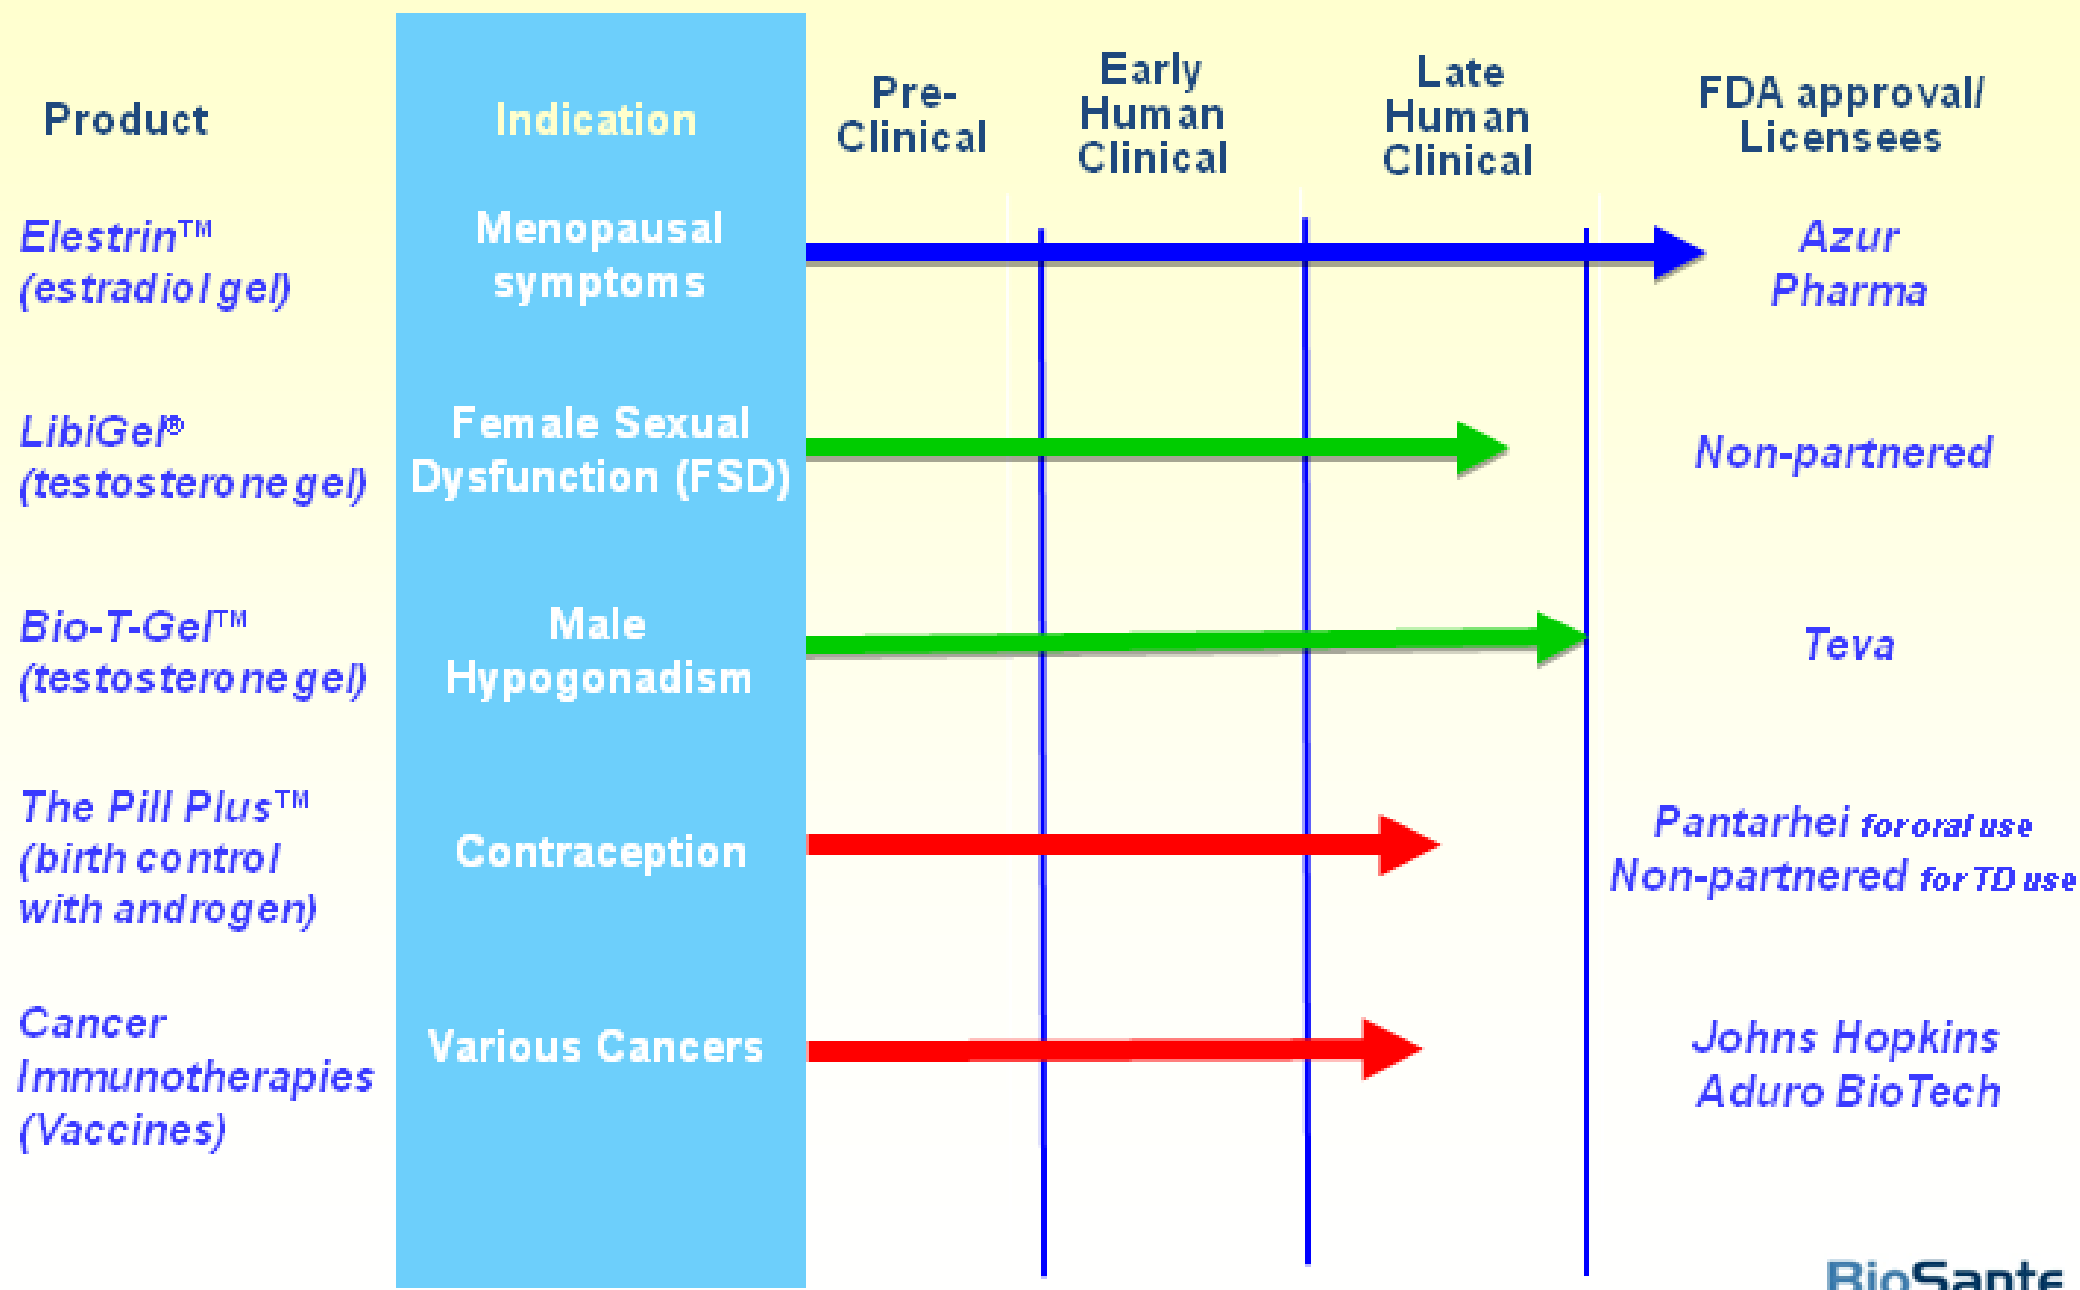 Product
Indication
Pre-
Clinical
Early
Human
Clinical
Late
Human
Clinical
FDA approval/
Licensees
Elestrin™
(estradiol gel)
Menopausal
symptoms
Azur
Pharma
LibiGel®
(testosterone gel)
Female Sexual
Dysfunction (FSD)
Non-partnered
Bio-T-Gel™
(testosterone gel)
Male
Hypogonadism
Teva
The Pill Plus™
(birth control
with androgen)
Contraception
Pantarhei for oral use
Non-partnered for TD use
Cancer
Immunotherapies
(Vaccines)
Various Cancers
Johns Hopkins
Aduro BioTech
BioSante